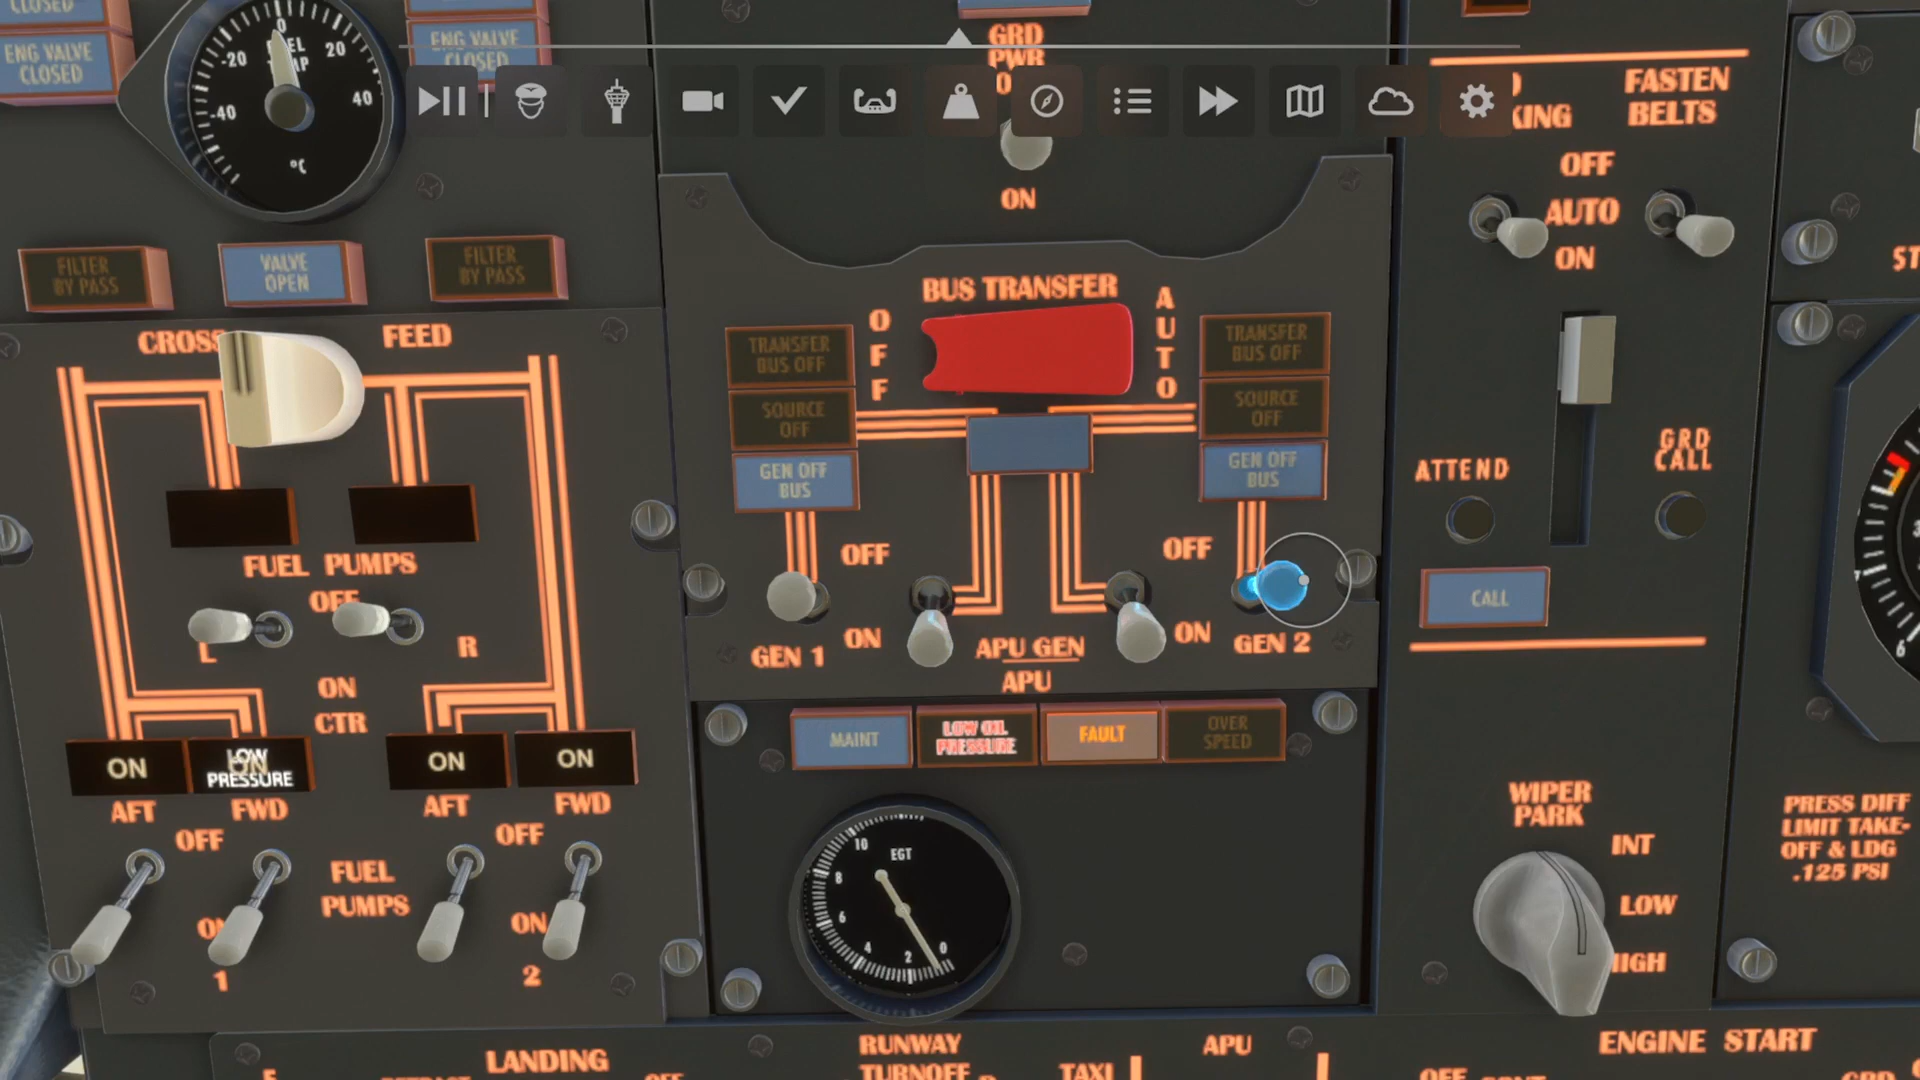 CLOSED
ENG VALVE
CLOSED
ENG VALVE
CLOSED
0
-20
20
-40
40
°C
GRD
PWR
ON
FASTEN
BELTS
OFF
AUTO
ON
FILTER
BY PASS
VALVE
OPEN
FILTER
BY PASS
CROSS
FEED
BUS TRANSFER
OFF
AUTO
TRANSFER
BUS OFF
SOURCE
OFF
GEN OFF
BUS
TRANSFER
BUS OFF
SOURCE
OFF
GEN OFF
BUS
FUEL PUMPS
OFF
L
R
ON
CTR
OFF
ON
GEN 1
OFF
ON
GEN 2
APU GEN
APU
ATTEND
GRD
CALL
CALL
ON
LOW
PRESSURE
ON
ON
AFT
FWD
AFT
FWD
OFF
OFF
FUEL
PUMPS
ON
1
2
MAINT
LOW OIL
PRESSURE
FAULT
OVER
SPEED
EGT
10
8
6
4
2
0
WIPER
PARK
INT
LOW
HIGH
6
PRESS DIFF
LIMIT TAKE-
OFF & LDG
.125 PSI
LANDING
RUNWAY
TURNOFF
TAXI
APU
ENGINE START